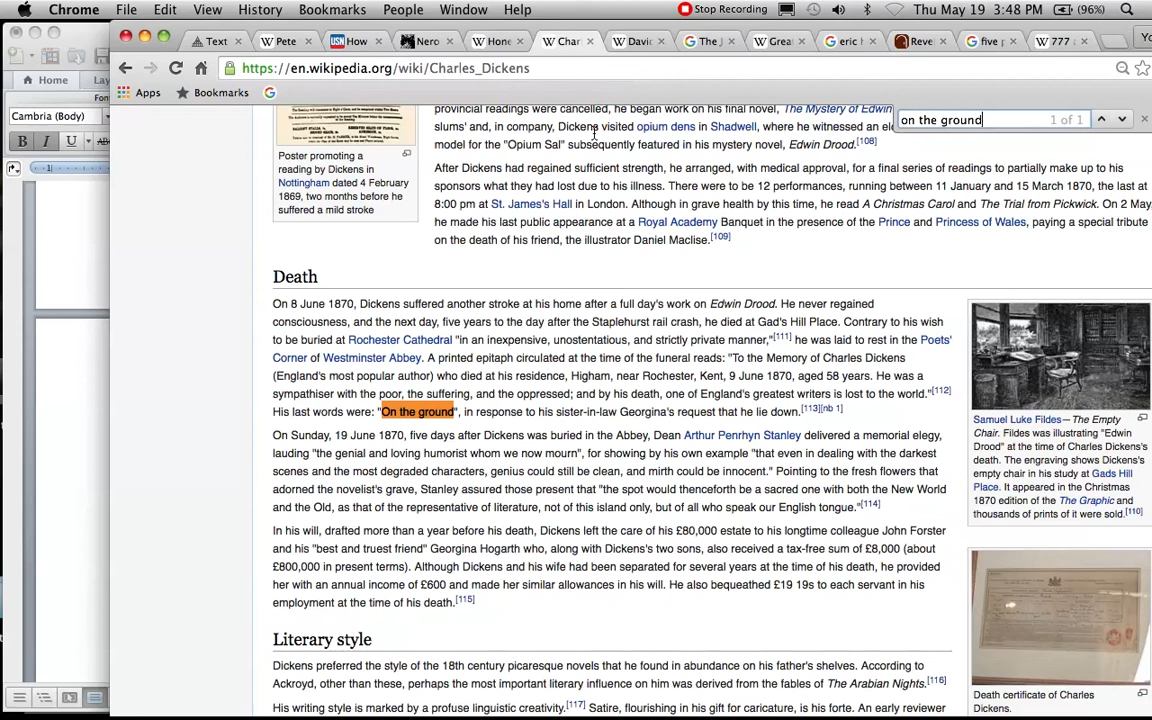 Chrome File Edit View History Bookmarks People Window Help Stop Recording Thu May 19 3:48 PM (96%)
Text Pete How Nero Hone Char Davi The J Grea eric h Reve five p 777
https://en.wikipedia.org/wiki/Charles_Dickens
Home Lay
Apps Bookmarks
Cambria (Body)
B I U ABC
on the ground 1 of 1
provincial readings were cancelled, he began work on his final novel, The Mystery of Edwin
slums' and, in company, Dickens visited opium dens in Shadwell, where he witnessed an el
model for the "Opium Sal" subsequently featured in his mystery novel, Edwin Drood.[108]
Poster promoting a
reading by Dickens in
Nottingham dated 4 February
1869, two months before he
suffered a mild stroke
After Dickens had regained sufficient strength, he arranged, with medical approval, for a final series of readings to partially make up to his
sponsors what they had lost due to his illness. There were to be 12 performances, running between 11 January and 15 March 1870, the last at
8:00 pm at St. James's Hall in London. Although in grave health by this time, he read A Christmas Carol and The Trial from Pickwick. On 2 May,
he made his last public appearance at a Royal Academy Banquet in the presence of the Prince and Princess of Wales, paying a special tribute
on the death of his friend, the illustrator Daniel Maclise.[109]
Death
On 8 June 1870, Dickens suffered another stroke at his home after a full day's work on Edwin Drood. He never regained
consciousness, and the next day, five years to the day after the Staplehurst rail crash, he died at Gad's Hill Place. Contrary to his wish
to be buried at Rochester Cathedral "in an inexpensive, unostentatious, and strictly private manner,"[111] he was laid to rest in the Poets'
Corner of Westminster Abbey. A printed epitaph circulated at the time of the funeral reads: "To the Memory of Charles Dickens
(England's most popular author) who died at his residence, Higham, near Rochester, Kent, 9 June 1870, aged 58 years. He was a
sympathiser with the poor, the suffering, and the oppressed; and by his death, one of England's greatest writers is lost to the world."[112]
His last words were: "On the ground", in response to his sister-in-law Georgina's request that he lie down.[113][nb 1]
On Sunday, 19 June 1870, five days after Dickens was buried in the Abbey, Dean Arthur Penrhyn Stanley delivered a memorial elegy,
lauding "the genial and loving humorist whom we now mourn", for showing by his own example "that even in dealing with the darkest
scenes and the most degraded characters, genius could still be clean, and mirth could be innocent." Pointing to the fresh flowers that
adorned the novelist's grave, Stanley assured those present that "the spot would thenceforth be a sacred one with both the New World
and the Old, as that of the representative of literature, not of this island only, but of all who speak our English tongue."[114]
In his will, drafted more than a year before his death, Dickens left the care of his £80,000 estate to his longtime colleague John Forster
and his "best and truest friend" Georgina Hogarth who, along with Dickens's two sons, also received a tax-free sum of £8,000 (about
£800,000 in present terms). Although Dickens and his wife had been separated for several years at the time of his death, he provided
her with an annual income of £600 and made her similar allowances in his will. He also bequeathed £19 19s to each servant in his
employment at the time of his death.[115]
Samuel Luke Fildes—The Empty
Chair. Fildes was illustrating "Edwin
Drood" at the time of Charles Dickens's
death. The engraving shows Dickens's
empty chair in his study at Gads Hill
Place. It appeared in the Christmas
1870 edition of the The Graphic and
thousands of prints of it were sold.[110]
Death certificate of Charles
Dickens.
Literary style
Dickens preferred the style of the 18th century picaresque novels that he found in abundance on his father's shelves. According to
Ackroyd, other than these, perhaps the most important literary influence on him was derived from the fables of The Arabian Nights.[116]
His writing style is marked by a profuse linguistic creativity.[117] Satire, flourishing in his gift for caricature, is his forte. An early reviewer